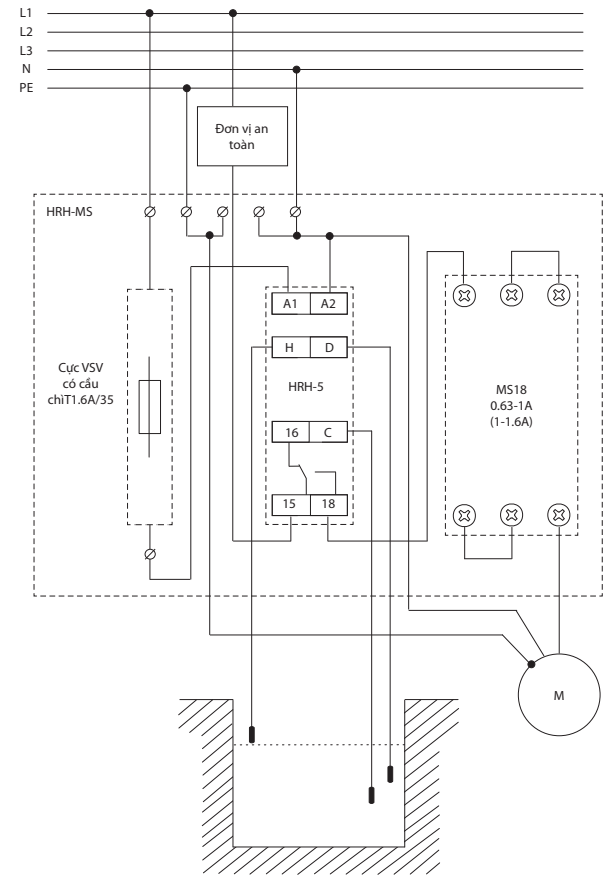 L1
L2
L3
N
PE
Đơn vị an
toàn
HRH-MS
A1 A2
H D
HRH-5
Cực VSV
có cầu
chìT1.6A/35
MS18
0.63-1A
(1-1.6A)
16 C
15 18
M